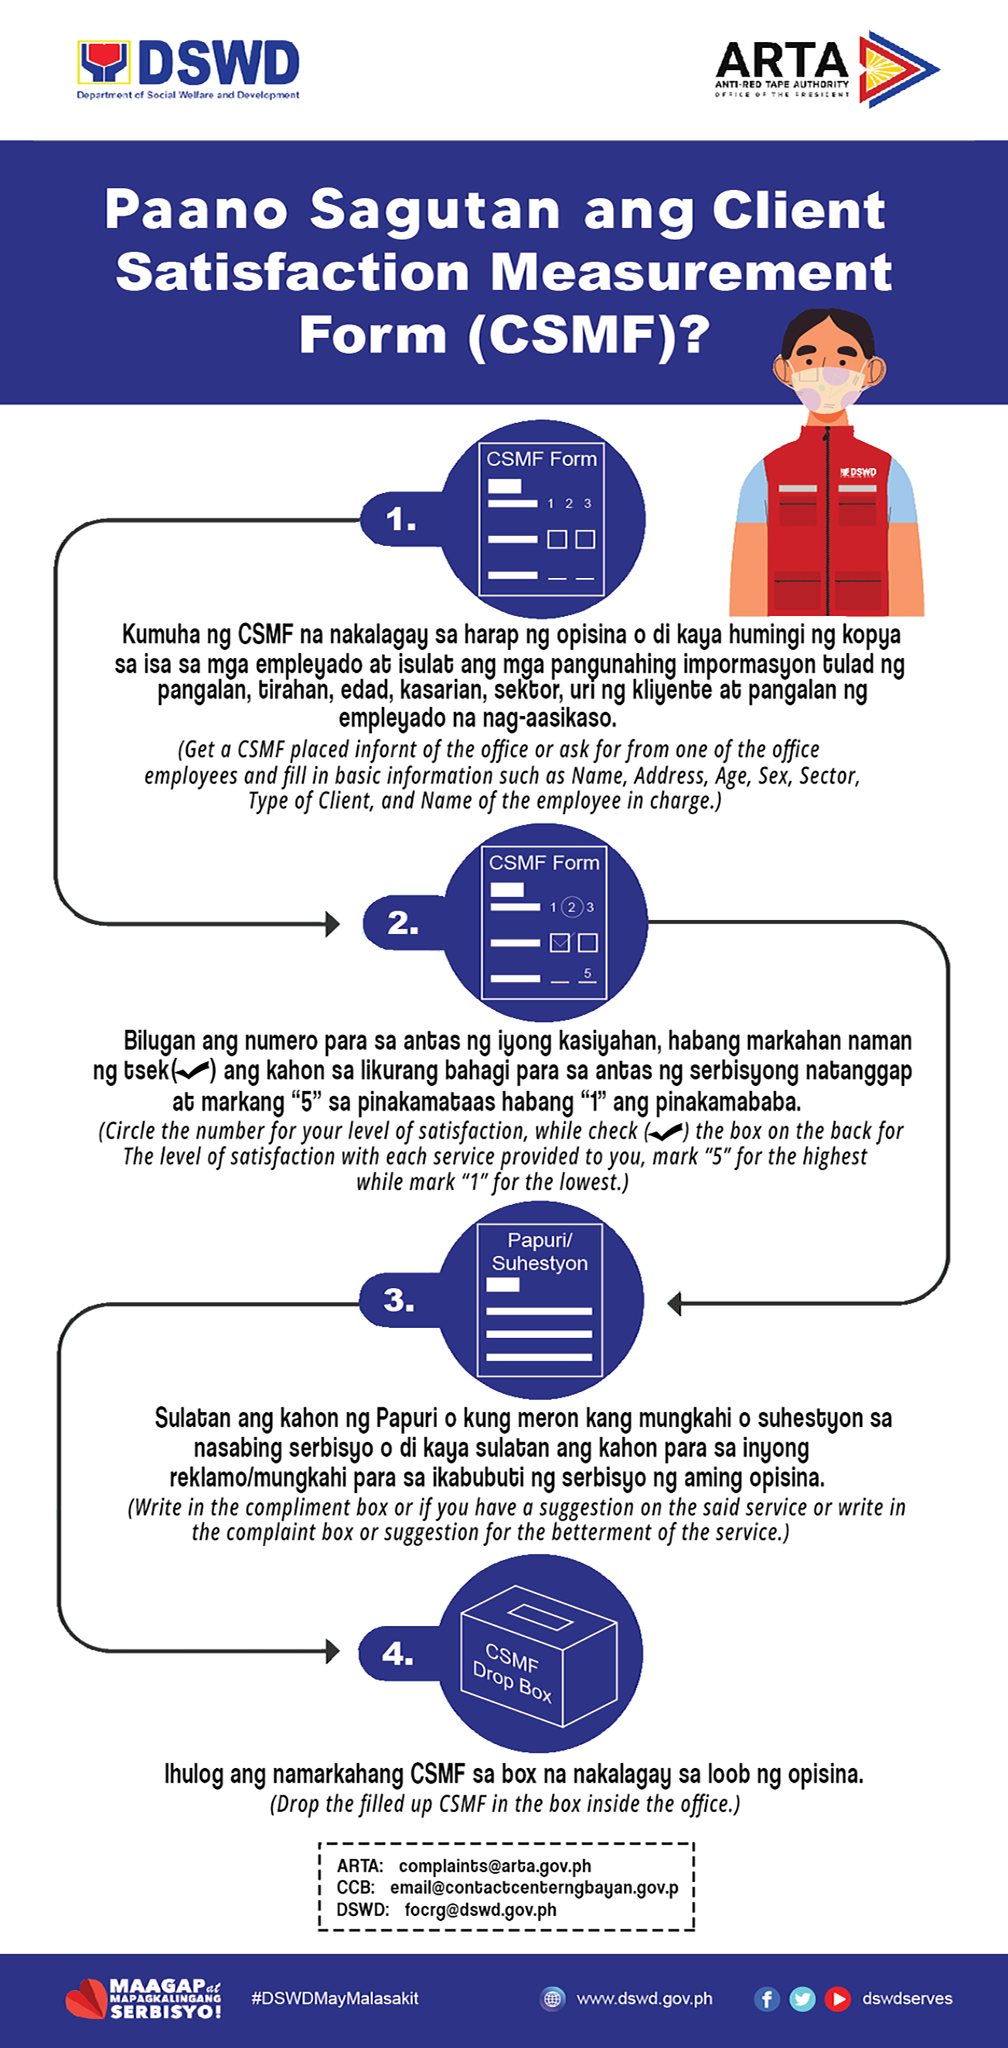 DSWD
Department of Social Welfare and Development
ARTA
ANTI-RED TAPE AUTHORITY
OFFICE OF THE PRESIDENT
Paano Sagutan ang Client
Satisfaction Measurement
Form (CSMF)?
DSWD
CSMF Form
1 2 3
1.
Kumuha ng CSMF na nakalagay sa harap ng opisina o di kaya humingi ng kopya
sa isa sa mga empleyado at isulat ang mga pangunahing impormasyon tulad ng
pangalan, tirahan, edad, kasarian, sektor, uri ng kliyente at pangalan ng
empleyado na nag-aasikaso.
(Get a CSMF placed infornt of the office or ask for from one of the office
employees and fill in basic information such as Name, Address, Age, Sex, Sector,
Type of Client, and Name of the employee in charge.)
CSMF Form
1 2 3
2.
5
Bilugan ang numero para sa antas ng iyong kasiyahan, habang markahan naman
ng tsek(✔) ang kahon sa likurang bahagi para sa antas ng serbisyong natanggap
at markang “5” sa pinakamataas habang “1” ang pinakamababa.
(Circle the number for your level of satisfaction, while check (✔) the box on the back for
The level of satisfaction with each service provided to you, mark “5” for the highest
while mark “1” for the lowest.)
Papuri/
Suhestyon
3.
Sulatan ang kahon ng Papuri o kung meron kang mungkahi o suhestyon sa
nasabing serbisyo o di kaya sulatan ang kahon para sa inyong
reklamo/mungkahi para sa ikabubuti ng serbisyo ng aming opisina.
(Write in the compliment box or if you have a suggestion on the said service or write in
the complaint box or suggestion for the betterment of the service.)
4.
CSMF
Drop Box
Ihulog ang namarkahang CSMF sa box na nakalagay sa loob ng opisina.
(Drop the filled up CSMF in the box inside the office.)
ARTA: complaints@arta.gov.ph
CCB: email@contactcenterngbayan.gov.p
DSWD: focrg@dswd.gov.ph
MAAGAP at
MAPAGKALINGANG
SERBISYO!
#DSWDMayMalasakit
www.dswd.gov.ph
dswdserves